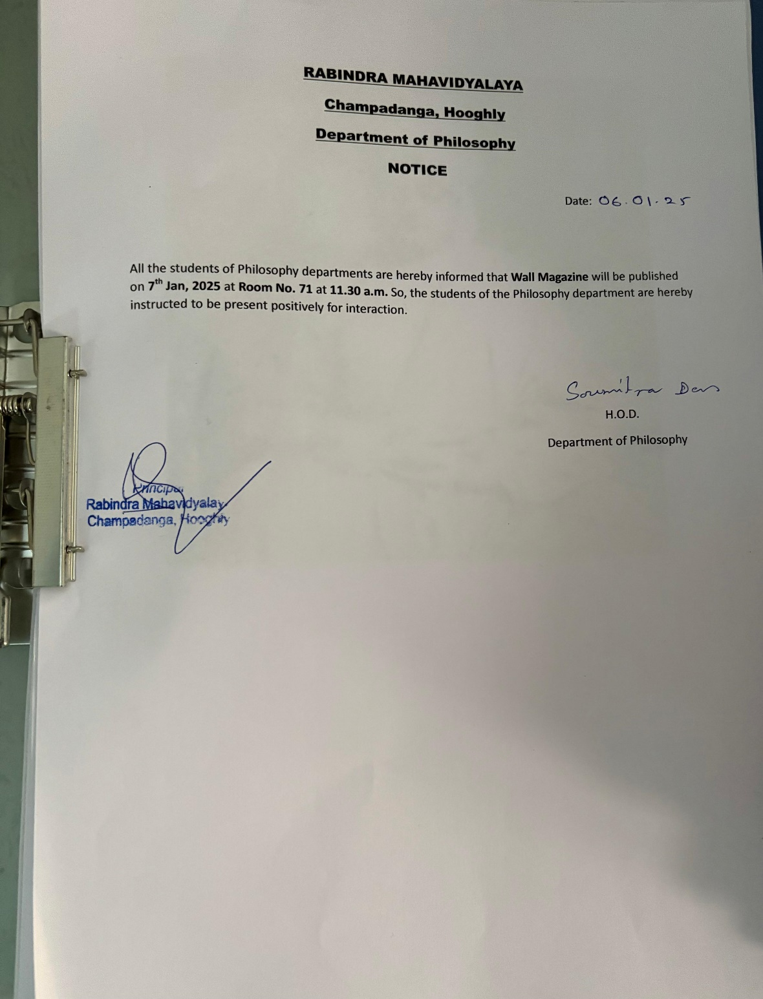 RABINDRA MAHAVIDYALAYA
Champadanga, Hooghly
Department of Philosophy
NOTICE
Date: 06.01.25
All the students of Philosophy departments are hereby informed that Wall Magazine will be published
on 7th Jan, 2025 at Room No. 71 at 11.30 a.m. So, the students of the Philosophy department are hereby
instructed to be present positively for interaction.
Soumitra Das
H.O.D.
Department of Philosophy
Principal
Rabindra Mahavidyalay
Champadanga, Hooghly